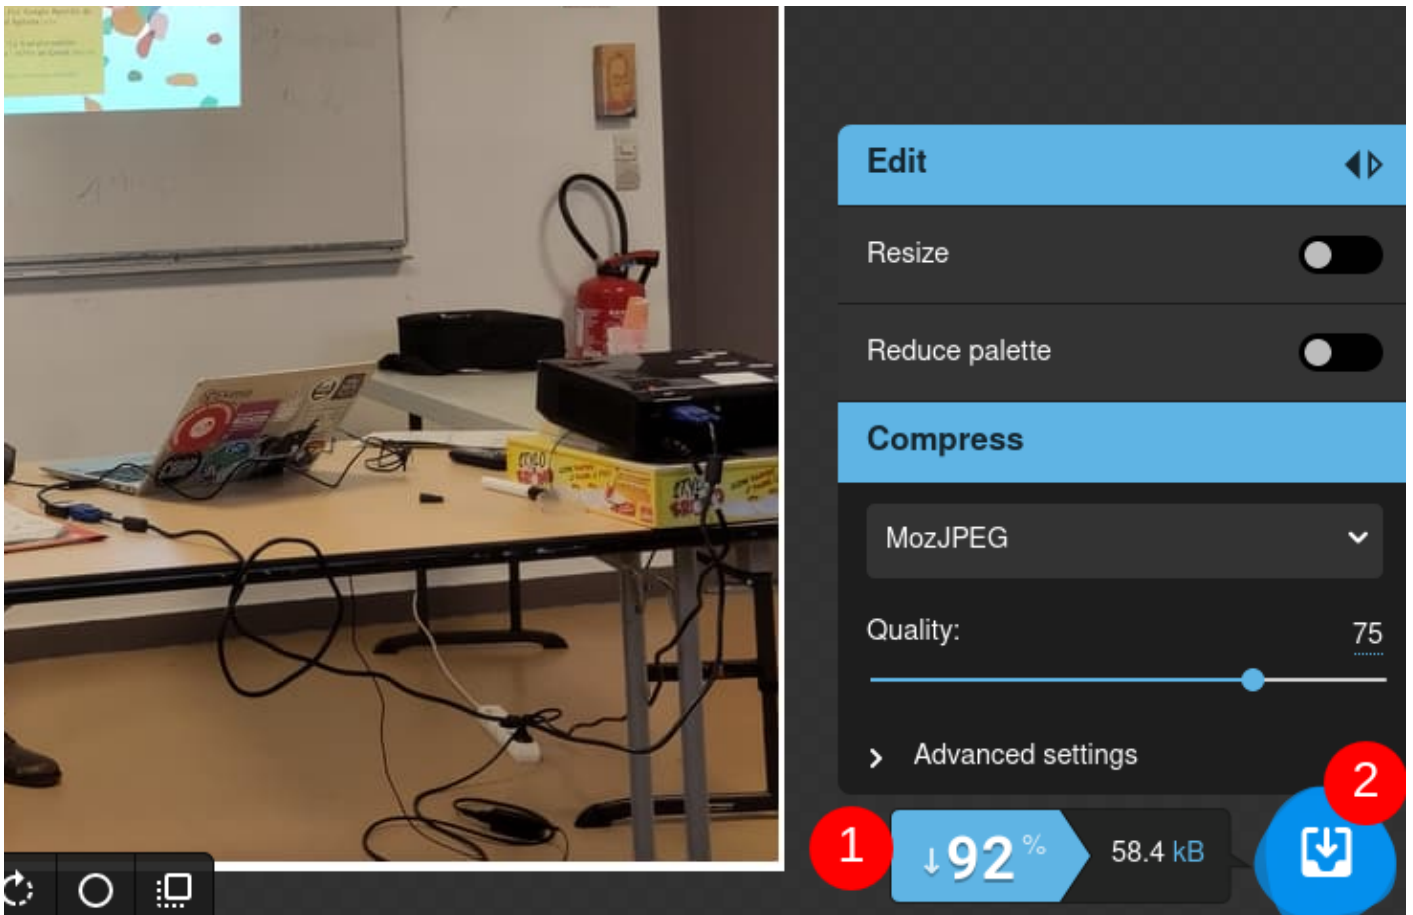 Edit
Resize
Reduce palette
Compress
MozJPEG
Quality:
75
Advanced settings
1
↓92 %
58.4 kB
2